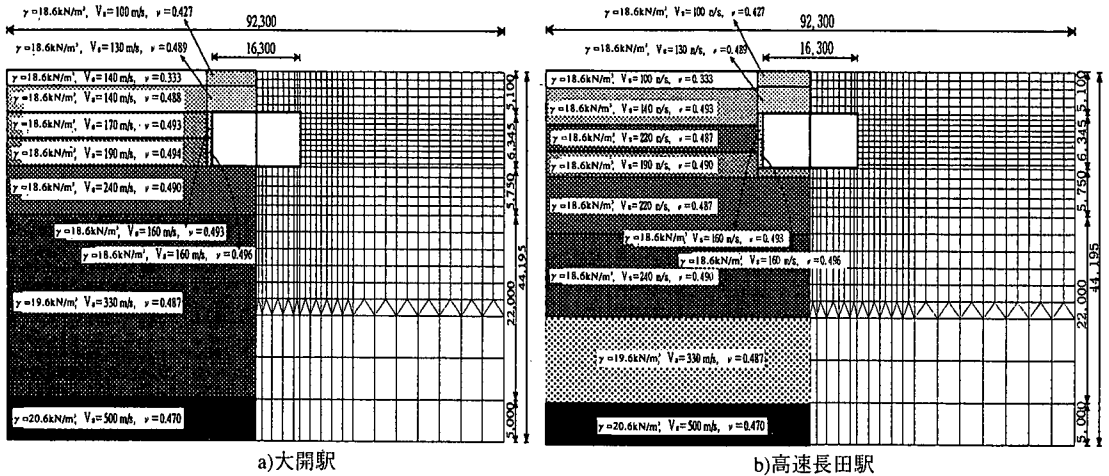 γ=18.6kN/m³, Vs=100 m/s, ν=0.427
92,300
γ=18.6kN/m³, Vs=130 m/s, ν=0.489
16,300
γ=18.6kN/m³, Vs=140 m/s, ν=0.333
γ=18.6kN/m³, Vs=140 m/s, ν=0.488
γ=18.6kN/m³, Vs=170 m/s, ν=0.493
γ=18.6kN/m³, Vs=190 m/s, ν=0.494
γ=18.6kN/m³, Vs=240 m/s, ν=0.490
γ=18.6kN/m³, Vs=160 m/s, ν=0.493
γ=18.6kN/m³, Vs=160 m/s, ν=0.496
γ=19.6kN/m³, Vs=330 m/s, ν=0.487
γ=20.6kN/m³, Vs=500 m/s, ν=0.470
5,100
6,345
5,750
22,000
5,000
44,195
a)大開駅
γ=18.6kN/m³, Vs=100 m/s, ν=0.427
92,300
γ=18.6kN/m³, Vs=130 m/s, ν=0.489
16,300
γ=18.6kN/m³, Vs=100 m/s, ν=0.333
γ=18.6kN/m³, Vs=140 m/s, ν=0.493
γ=18.6kN/m³, Vs=220 m/s, ν=0.487
γ=18.6kN/m³, Vs=190 m/s, ν=0.490
γ=18.6kN/m³, Vs=220 m/s, ν=0.487
γ=18.6kN/m³, Vs=160 m/s, ν=0.493
γ=18.6kN/m³, Vs=160 m/s, ν=0.496
γ=18.6kN/m³, Vs=240 m/s, ν=0.490
γ=19.6kN/m³, Vs=330 m/s, ν=0.487
γ=20.6kN/m³, Vs=500 m/s, ν=0.470
5,100
6,345
5,750
22,000
5,000
44,195
b)高速長田駅